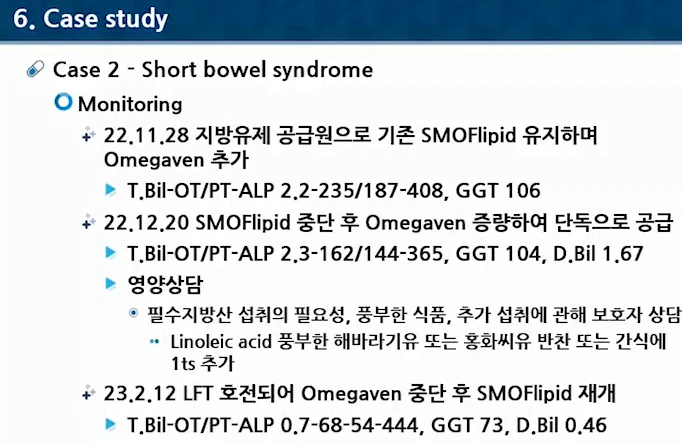 6. Case study
Case 2 - Short bowel syndrome
Monitoring
22.11.28 지방유제 공급원으로 기존 SMOFlipid 유지하며
Omegaven 추가
T.Bil-OT/PT-ALP 2.2-235/187-408, GGT 106
22.12.20 SMOFlipid 중단 후 Omegaven 증량하여 단독으로 공급
T.Bil-OT/PT-ALP 2.3-162/144-365, GGT 104, D.Bil 1.67
영양상담
필수지방산 섭취의 필요성, 풍부한 식품, 추가 섭취에 관해 보호자 상담
Linoleic acid 풍부한 해바라기유 또는 홍화씨유 반찬 또는 간식에
1ts 추가
23.2.12 LFT 호전되어 Omegaven 중단 후 SMOFlipid 재개
T.Bil-OT/PT-ALP 0.7-68-54-444, GGT 73, D.Bil 0.46